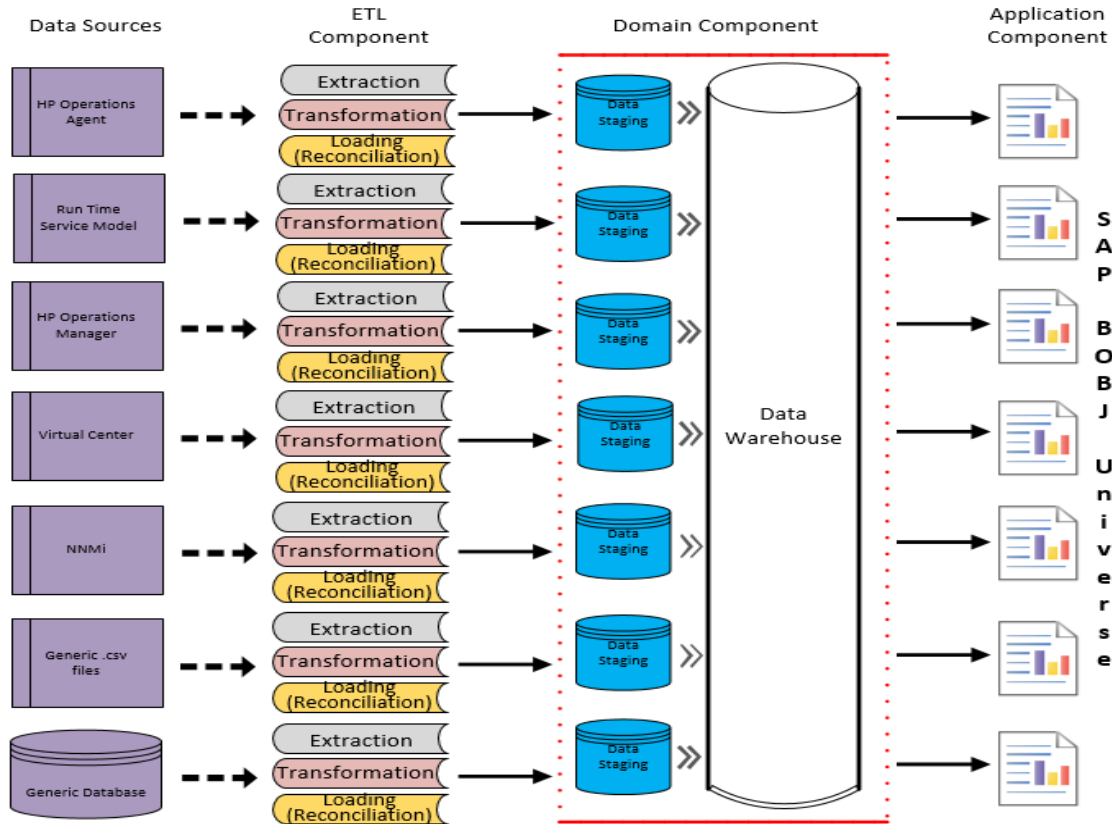 Data Sources
ETL
Component
Domain Component
Application
Component
HP Operations
Agent
Extraction
Transformation
Loading
(Reconciliation)
Data
Staging
Run Time
Service Model
Extraction
Transformation
Loading
(Reconciliation)
Data
Staging
HP Operations
Manager
Extraction
Transformation
Loading
(Reconciliation)
Data
Staging
Virtual Center
Extraction
Transformation
Loading
(Reconciliation)
Data
Staging
Data
Warehouse
NNMi
Extraction
Transformation
Loading
(Reconciliation)
Data
Staging
Generic .csv
files
Extraction
Transformation
Loading
(Reconciliation)
Data
Staging
Generic Database
Extraction
Transformation
Loading
(Reconciliation)
Data
Staging
SAP BOBJ Universe